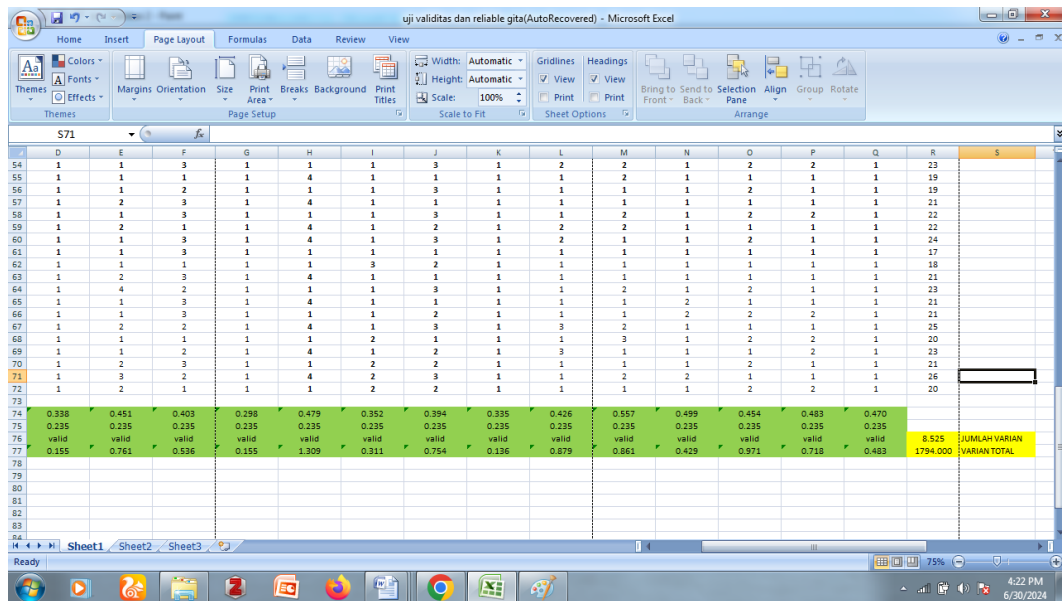 uji validitas dan reliable gita(AutoRecovered) - Microsoft Excel
Home Insert Page Layout Formulas Data Review View
Colors Width: Automatic Gridlines Headings
Aa A Fonts Height: Automatic View View
Themes Effects Margins Orientation Size Print Area Breaks Background Print Titles Scale: 100% Print Print Bring to Front Send to Back Selection Pane Align Group Rotate
Themes Page Setup Scale to Fit Sheet Options Arrange
S71 fx
D E F G H I J K L M N O P Q R S
54 1 1 3 1 1 1 3 1 2 2 1 2 2 1 23
55 1 1 1 1 4 1 1 1 1 2 1 1 1 1 19
56 1 1 2 1 1 1 3 1 1 1 1 2 1 1 19
57 1 2 3 1 4 1 1 1 1 1 1 1 1 1 21
58 1 1 3 1 1 1 3 1 1 2 1 2 2 1 22
59 1 2 1 1 4 1 2 1 2 2 1 1 1 1 22
60 1 1 3 1 4 1 3 1 2 1 1 2 1 1 24
61 1 1 3 1 1 1 1 1 1 1 1 1 1 1 17
62 1 1 1 1 1 3 2 1 1 1 1 1 1 1 18
63 1 2 3 1 4 1 1 1 1 1 1 1 1 1 21
64 1 4 2 1 1 1 3 1 1 2 1 2 1 1 23
65 1 1 3 1 4 1 1 1 1 1 2 1 1 1 21
66 1 1 3 1 1 1 2 1 1 1 2 2 2 1 21
67 1 2 2 1 4 1 3 1 3 2 1 1 1 1 25
68 1 1 1 1 1 2 1 1 1 3 1 2 2 1 20
69 1 1 2 1 4 1 2 1 3 1 1 1 2 1 23
70 1 2 3 1 1 2 2 1 1 1 1 2 1 1 21
71 1 3 2 1 4 2 3 1 1 2 2 1 1 1 26
72 1 2 1 1 1 2 2 1 1 1 1 2 2 1 20
73
74 0.338 0.451 0.403 0.298 0.479 0.352 0.394 0.335 0.426 0.557 0.499 0.454 0.483 0.470
75 0.235 0.235 0.235 0.235 0.235 0.235 0.235 0.235 0.235 0.235 0.235 0.235 0.235 0.235
76 valid valid valid valid valid valid valid valid valid valid valid valid valid valid 8.525 JUMLAH VARIAN
77 0.155 0.761 0.536 0.155 1.309 0.311 0.754 0.136 0.879 0.861 0.429 0.971 0.718 0.483 1794.000 VARIAN TOTAL
78
79
80
81
82
83
84
Sheet1 Sheet2 Sheet3
Ready 75%
4:22 PM
6/30/2024